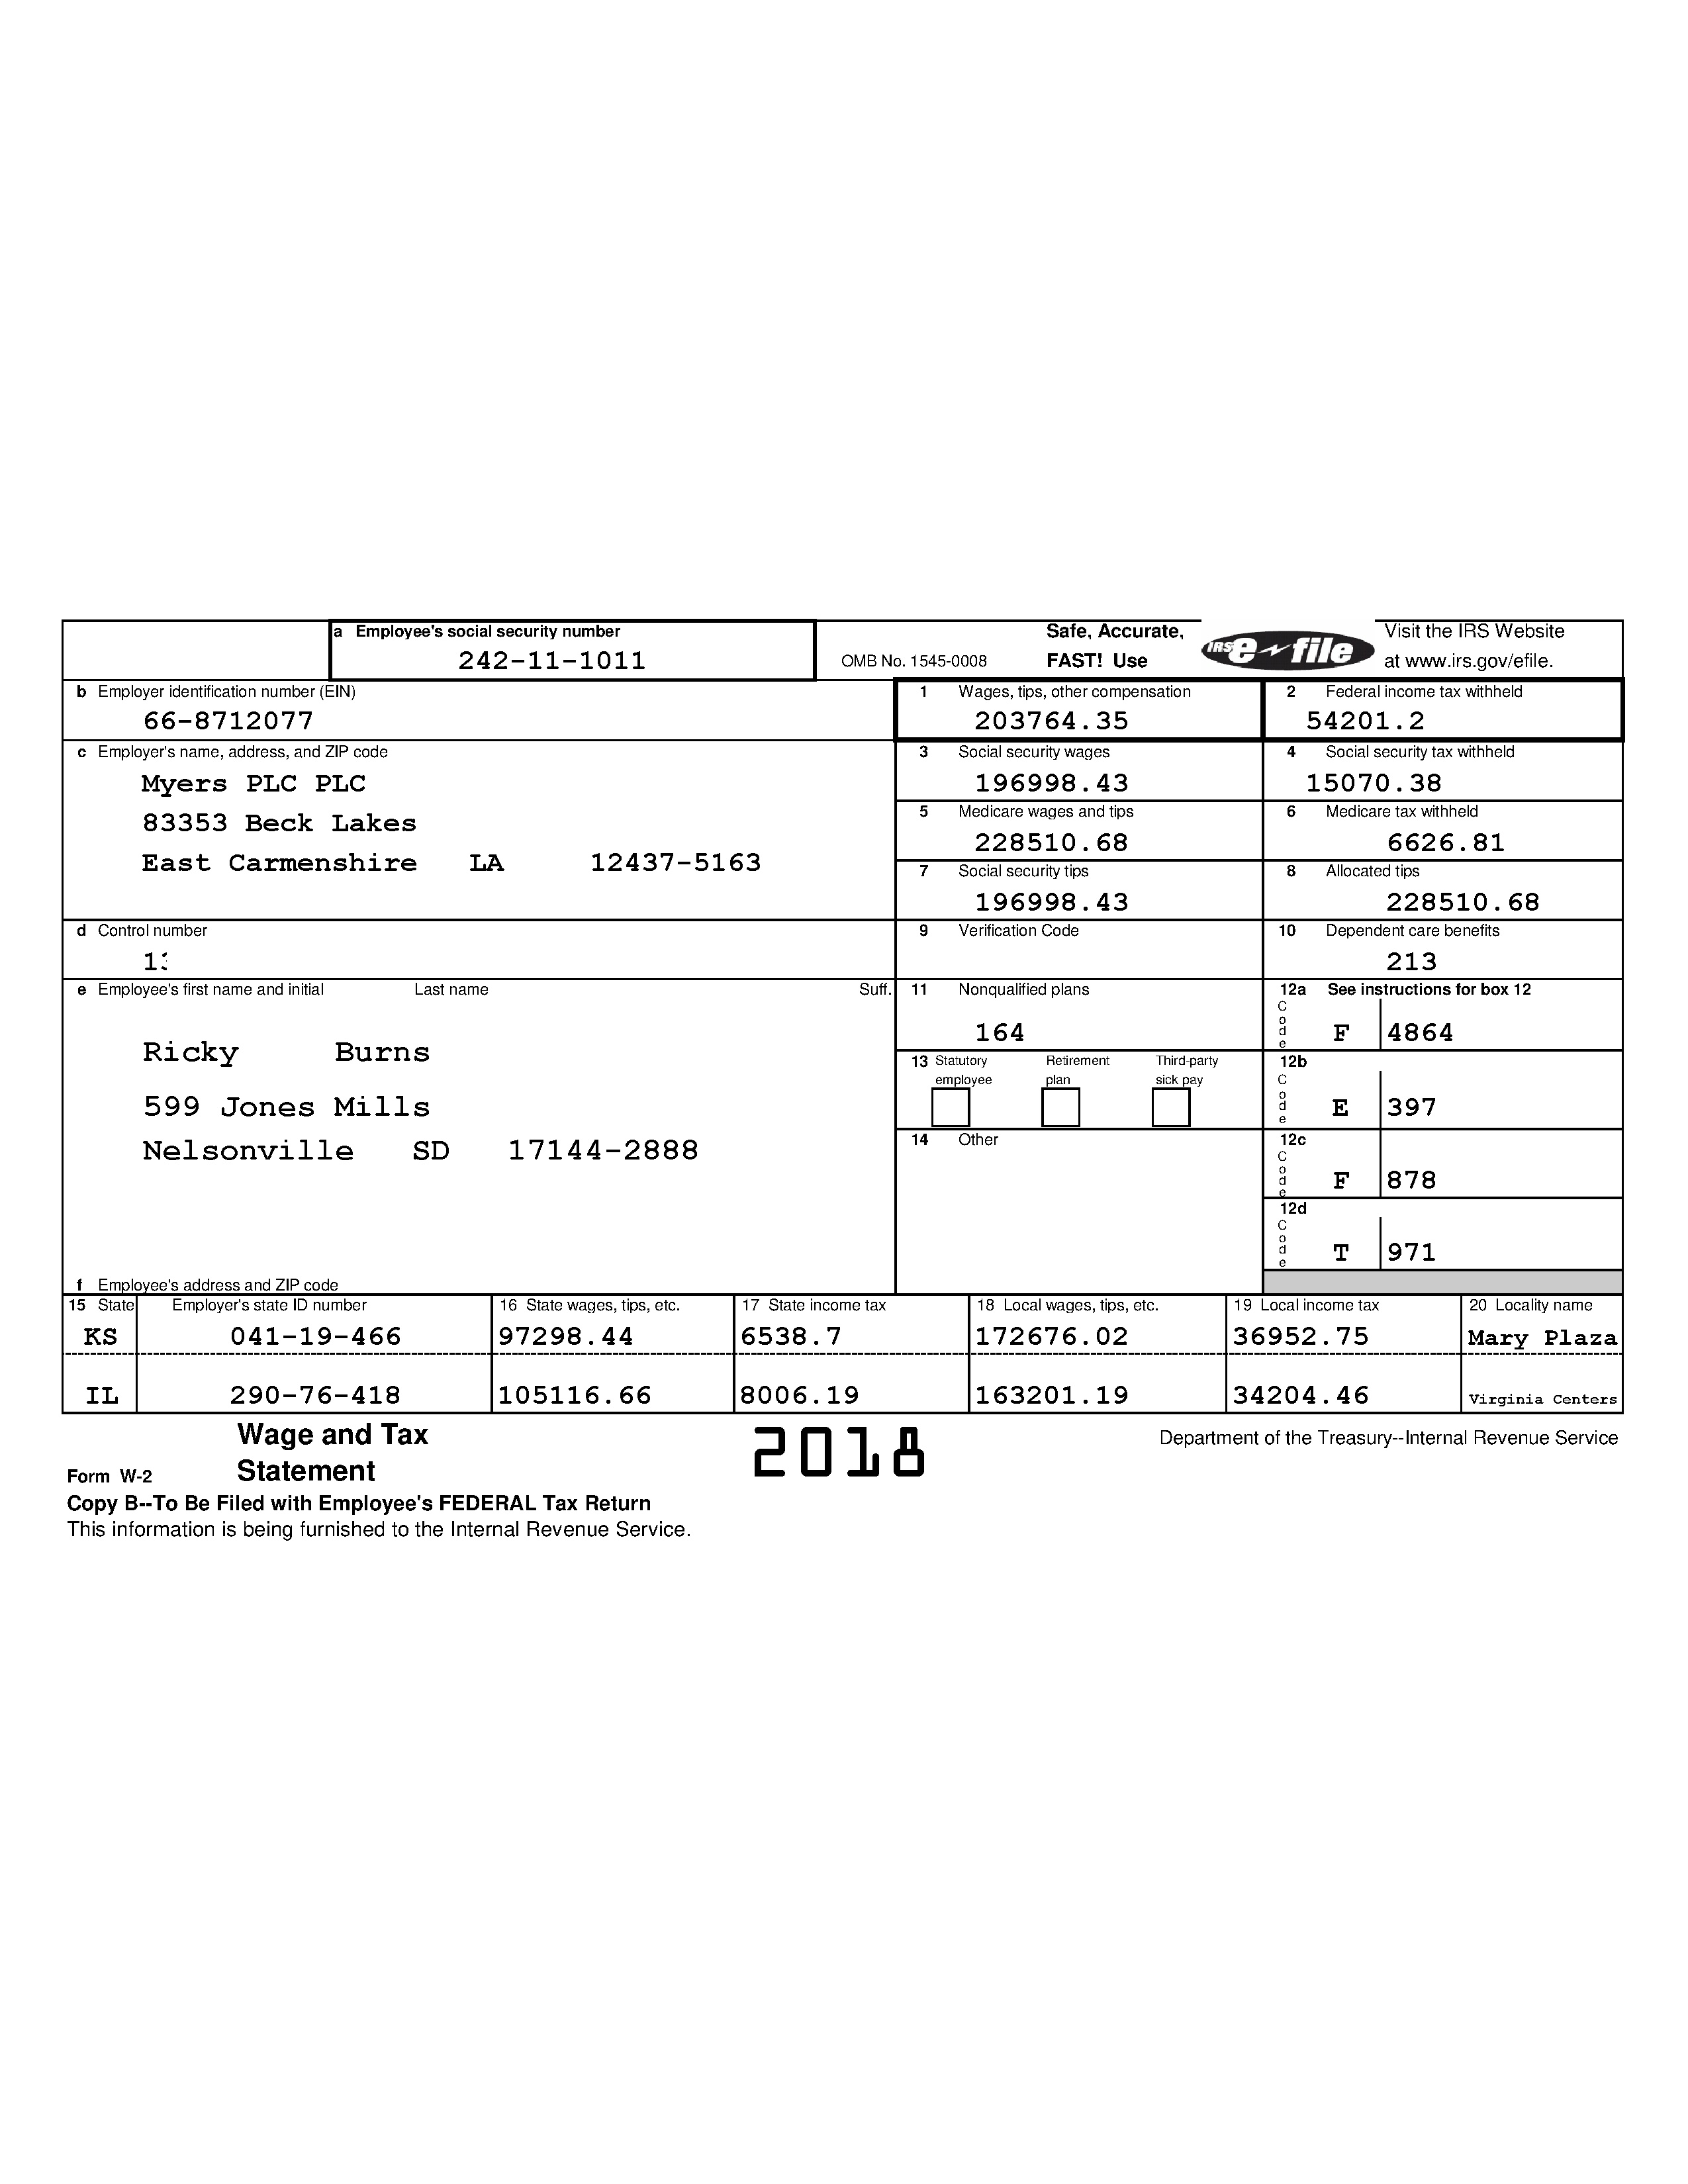 a Employee's social security number
242-11-1011
OMB No. 1545-0008
Safe, Accurate,
FAST! Use
IRS e file
Visit the IRS Website
at www.irs.gov/efile.
b Employer identification number (EIN)
66-8712077
1 Wages, tips, other compensation
203764.35
2 Federal income tax withheld
54201.2
c Employer's name, address, and ZIP code
Myers PLC PLC
83353 Beck Lakes
East Carmenshire LA 12437-5163
3 Social security wages
196998.43
4 Social security tax withheld
15070.38
5 Medicare wages and tips
228510.68
6 Medicare tax withheld
6626.81
7 Social security tips
196998.43
8 Allocated tips
228510.68
d Control number
9 Verification Code
10 Dependent care benefits
213
e Employee's first name and initial Last name Suff.
Ricky Burns
599 Jones Mills
Nelsonville SD 17144-2888
f Employee's address and ZIP code
11 Nonqualified plans
164
12a See instructions for box 12
Code F 4864
13 Statutory employee
Retirement plan
Third-party sick pay
12b
Code E 397
14 Other
12c
Code F 878
12d
Code T 971
15 State Employer's state ID number 16 State wages, tips, etc. 17 State income tax 18 Local wages, tips, etc. 19 Local income tax 20 Locality name
KS 041-19-466 97298.44 6538.7 172676.02 36952.75 Mary Plaza
IL 290-76-418 105116.66 8006.19 163201.19 34204.46 Virginia Centers
Form W-2
Wage and Tax
Statement
2018
Department of the Treasury--Internal Revenue Service
Copy B--To Be Filed with Employee's FEDERAL Tax Return
This information is being furnished to the Internal Revenue Service.